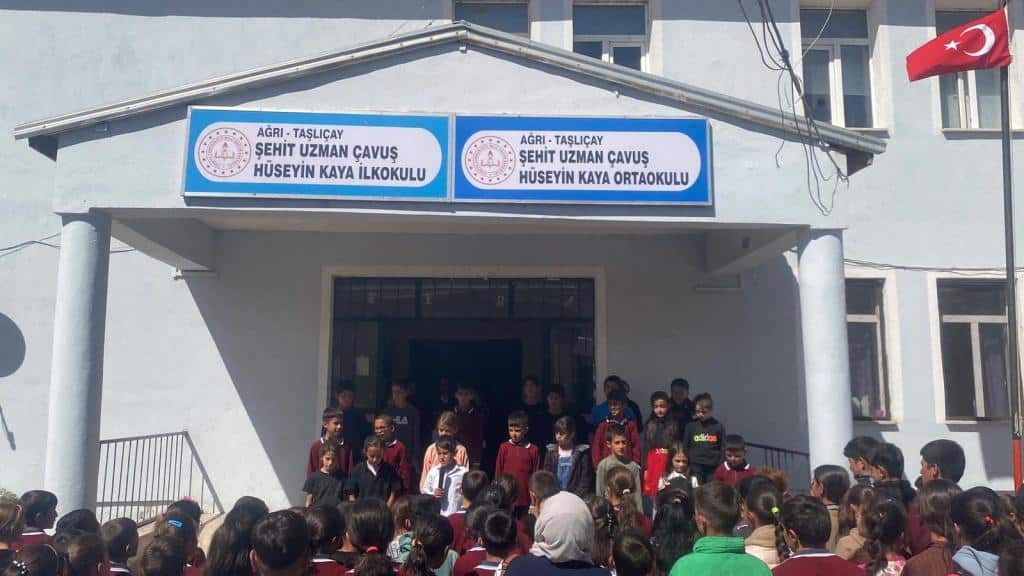 AĞRI - TAŞLIÇAY
ŞEHİT UZMAN ÇAVUŞ
HÜSEYİN KAYA İLKOKULU
AĞRI - TAŞLIÇAY
ŞEHİT UZMAN ÇAVUŞ
HÜSEYİN KAYA ORTAOKULU
adidas